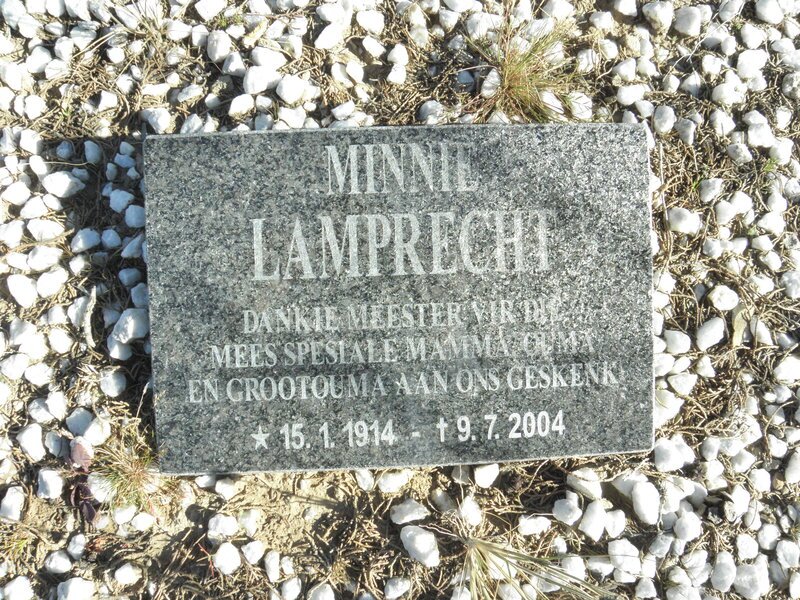 MINNIE
LAMPRECHT
DANKIE MEESTER VIR DIE
MEES SPESIALE MAMMA, OUMA
EN GROOTOUMA AAN ONS GESKENK!
★ 15. 1. 1914 - † 9. 7. 2004